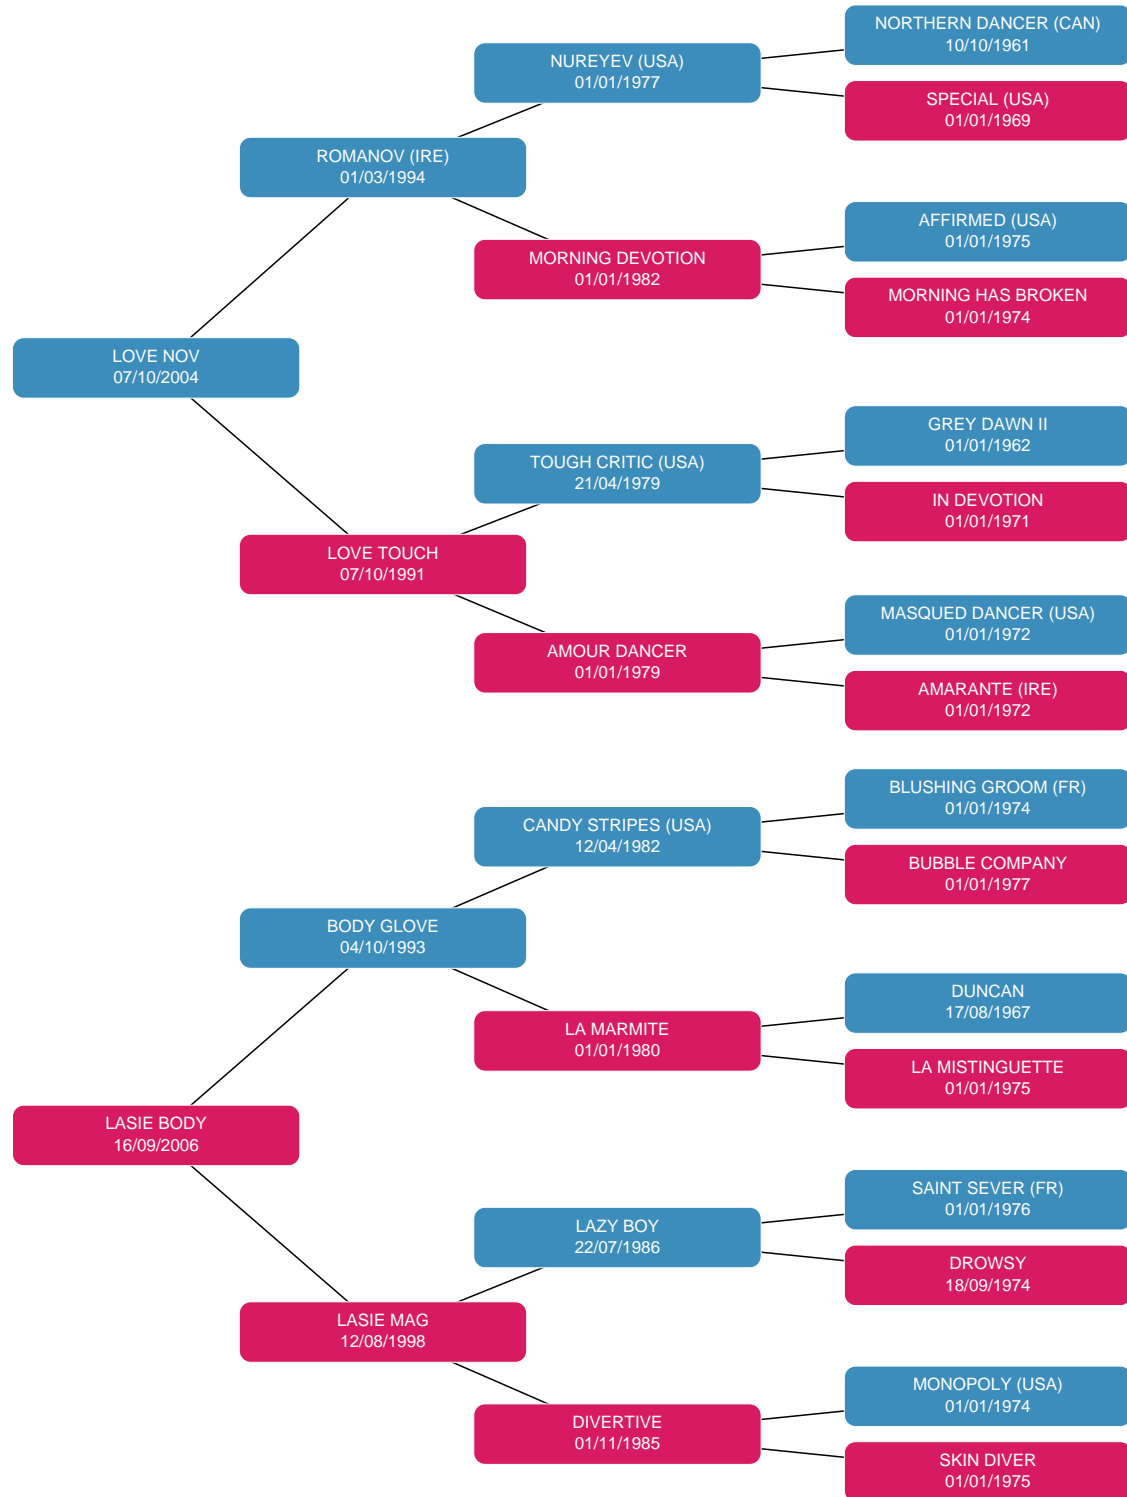 NORTHERN DANCER (CAN)
10/10/1961
NUREYEV (USA)
01/01/1977
SPECIAL (USA)
01/01/1969
ROMANOV (IRE)
01/03/1994
AFFIRMED (USA)
01/01/1975
MORNING DEVOTION
01/01/1982
MORNING HAS BROKEN
01/01/1974
LOVE NOV
07/10/2004
GREY DAWN II
01/01/1962
TOUGH CRITIC (USA)
21/04/1979
IN DEVOTION
01/01/1971
LOVE TOUCH
07/10/1991
MASQUED DANCER (USA)
01/01/1972
AMOUR DANCER
01/01/1979
AMARANTE (IRE)
01/01/1972
BLUSHING GROOM (FR)
01/01/1974
CANDY STRIPES (USA)
12/04/1982
BUBBLE COMPANY
01/01/1977
BODY GLOVE
04/10/1993
DUNCAN
17/08/1967
LA MARMITE
01/01/1980
LA MISTINGUETTE
01/01/1975
LASIE BODY
16/09/2006
SAINT SEVER (FR)
01/01/1976
LAZY BOY
22/07/1986
DROWSY
18/09/1974
LASIE MAG
12/08/1998
MONOPOLY (USA)
01/01/1974
DIVERTIVE
01/11/1985
SKIN DIVER
01/01/1975